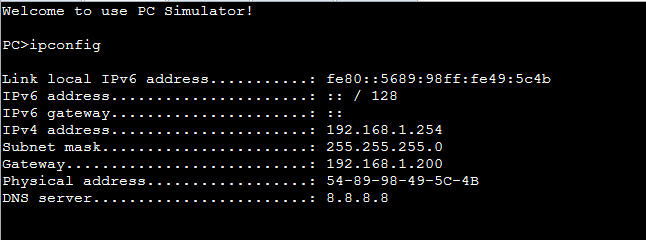 Welcome to use PC Simulator!
PC>ipconfig
Link local IPv6 address...........: fe80::5689:98ff:fe49:5c4b
IPv6 address......................: :: / 128
IPv6 gateway......................: ::
IPv4 address......................: 192.168.1.254
Subnet mask.......................: 255.255.255.0
Gateway...........................: 192.168.1.200
Physical address..................: 54-89-98-49-5C-4B
DNS server........................: 8.8.8.8